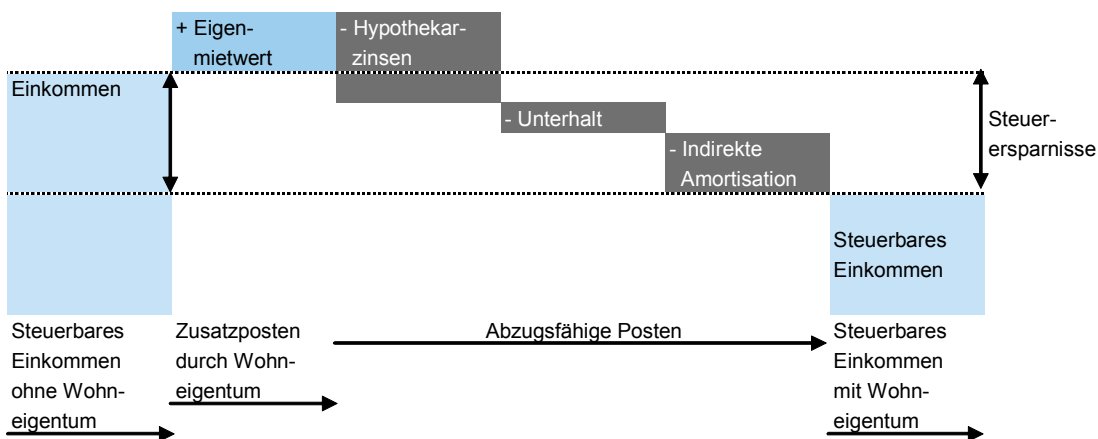 + Eigen-
mietwert
- Hypothekar-
zinsen
Einkommen
- Unterhalt
- Indirekte
Amortisation
Steuer-
ersparnisse
Steuerbares
Einkommen
Steuerbares
Einkommen
ohne Wohn-
eigentum
Zusatzposten
durch Wohn-
eigentum
Abzugsfähige Posten
Steuerbares
Einkommen
mit Wohn-
eigentum